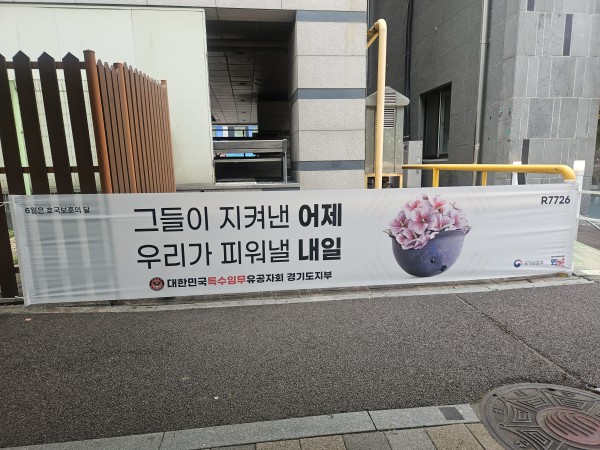 6월은 호국보훈의 달
R7726
그들이 지켜낸 어제
우리가 피워낼 내일
대한민국특수임무유공자회 경기도지부